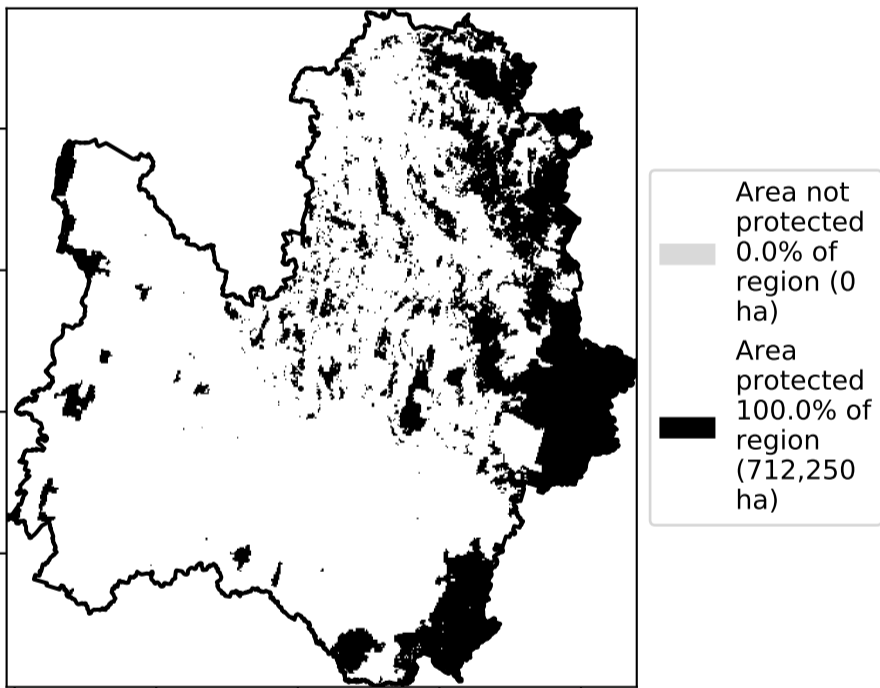 Area not
protected
0.0% of
region (0
ha)
Area
protected
100.0% of
region
(712,250
ha)